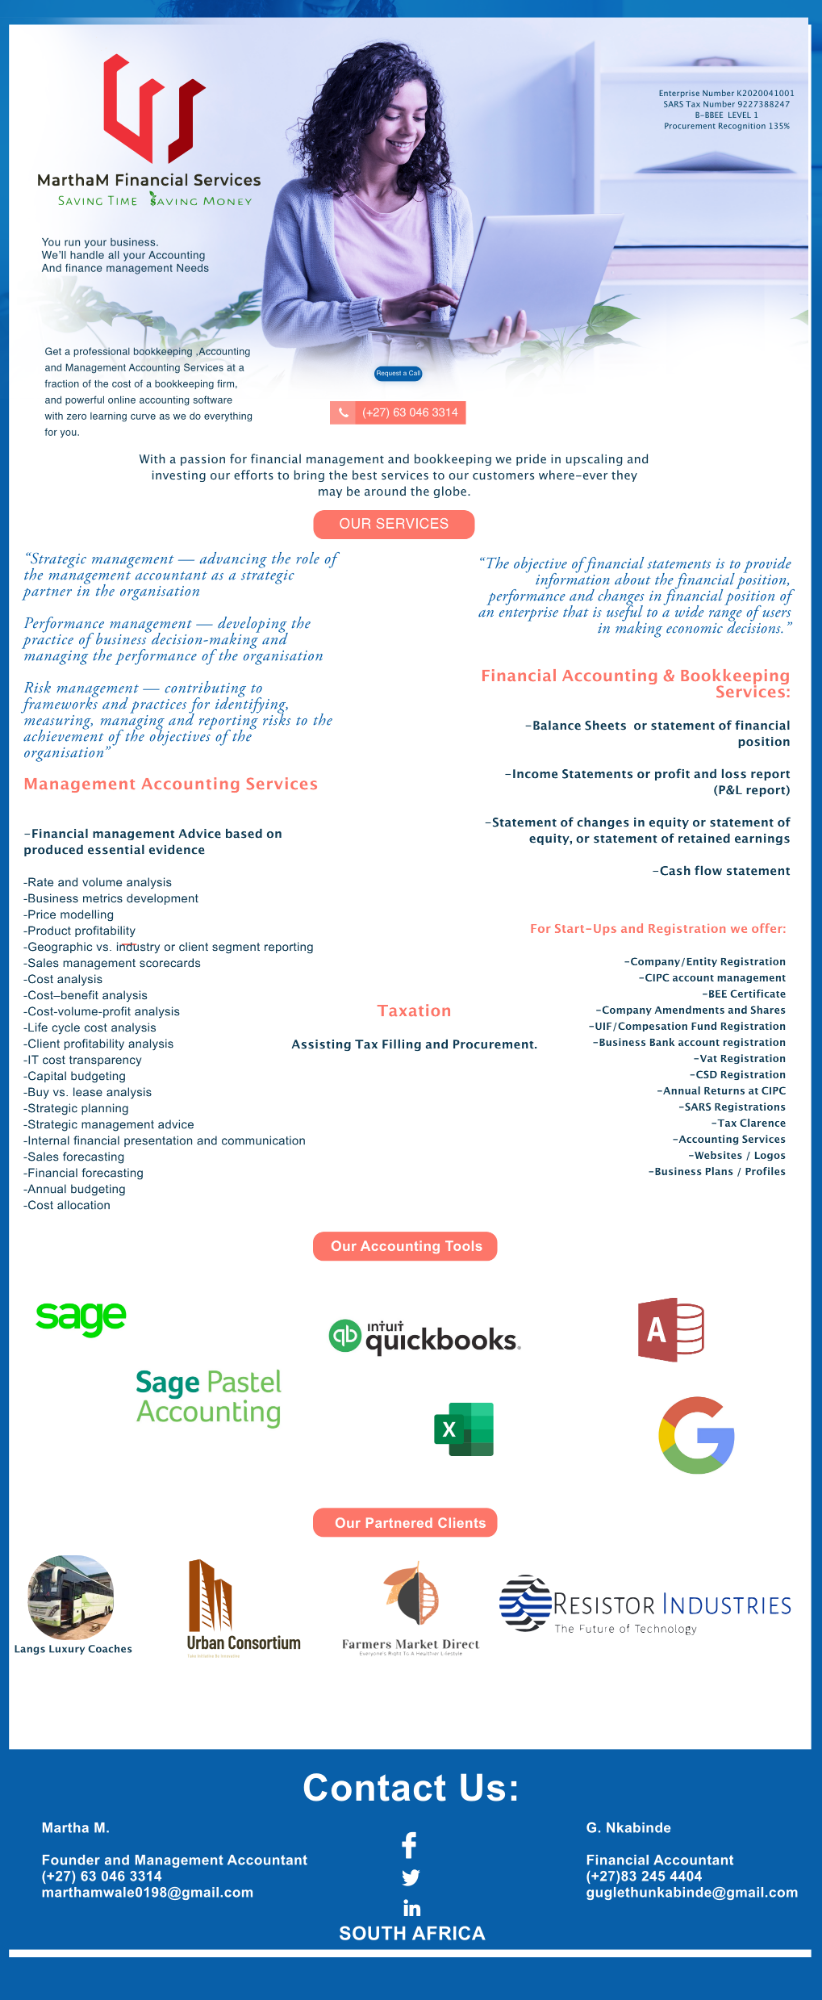 Enterprise Number K2020041001
SARS Tax Number 9227388247
B-BBEE LEVEL 1
Procurement Recognition 135%
MarthaM Financial Services
SAVING TIME SAVING MONEY
You run your business.
We'll handle all your Accounting
And finance management Needs
Get a professional bookkeeping ,Accounting
and Management Accounting Services at a
fraction of the cost of a bookkeeping firm,
and powerful online accounting software
with zero learning curve as we do everything
for you.
Request a Call
(+27) 63 046 3314
With a passion for financial management and bookkeeping we pride in upscaling and
investing our efforts to bring the best services to our customers where-ever they
may be around the globe.
OUR SERVICES
“Strategic management — advancing the role of
the management accountant as a strategic
partner in the organisation
Performance management — developing the
practice of business decision-making and
managing the performance of the organisation
Risk management — contributing to
frameworks and practices for identifying,
measuring, managing and reporting risks to the
achievement of the objectives of the
organisation”
Management Accounting Services
-Financial management Advice based on
produced essential evidence
-Rate and volume analysis
-Business metrics development
-Price modelling
-Product profitability
-Geographic vs. industry or client segment reporting
-Sales management scorecards
-Cost analysis
-Cost–benefit analysis
-Cost-volume-profit analysis
-Life cycle cost analysis
-Client profitability analysis
-IT cost transparency
-Capital budgeting
-Buy vs. lease analysis
-Strategic planning
-Strategic management advice
-Internal financial presentation and communication
-Sales forecasting
-Financial forecasting
-Annual budgeting
-Cost allocation
Taxation
Assisting Tax Filling and Procurement.
“The objective of financial statements is to provide
information about the financial position,
performance and changes in financial position of
an enterprise that is useful to a wide range of users
in making economic decisions.”
Financial Accounting & Bookkeeping
Services:
-Balance Sheets or statement of financial
position
-Income Statements or profit and loss report
(P&L report)
-Statement of changes in equity or statement of
equity, or statement of retained earnings
-Cash flow statement
For Start-Ups and Registration we offer:
-Company/Entity Registration
-CIPC account management
-BEE Certificate
-Company Amendments and Shares
-UIF/Compesation Fund Registration
-Business Bank account registration
-Vat Registration
-CSD Registration
-Annual Returns at CIPC
-SARS Registrations
-Tax Clarence
-Accounting Services
-Websites / Logos
-Business Plans / Profiles
Our Accounting Tools
sage
Sage Pastel
Accounting
qb
intuit
quickbooks.
X
A
G
Our Partnered Clients
Langs Luxury Coaches
Urban Consortium
Farmers Market Direct
Everyone's Right To A Healthier Lifestyle
RESISTOR INDUSTRIES
The Future of Technology
Contact Us:
Martha M.
Founder and Management Accountant
(+27) 63 046 3314
marthamwale0198@gmail.com
f
in
SOUTH AFRICA
G. Nkabinde
Financial Accountant
(+27)83 245 4404
guglethunkabinde@gmail.com